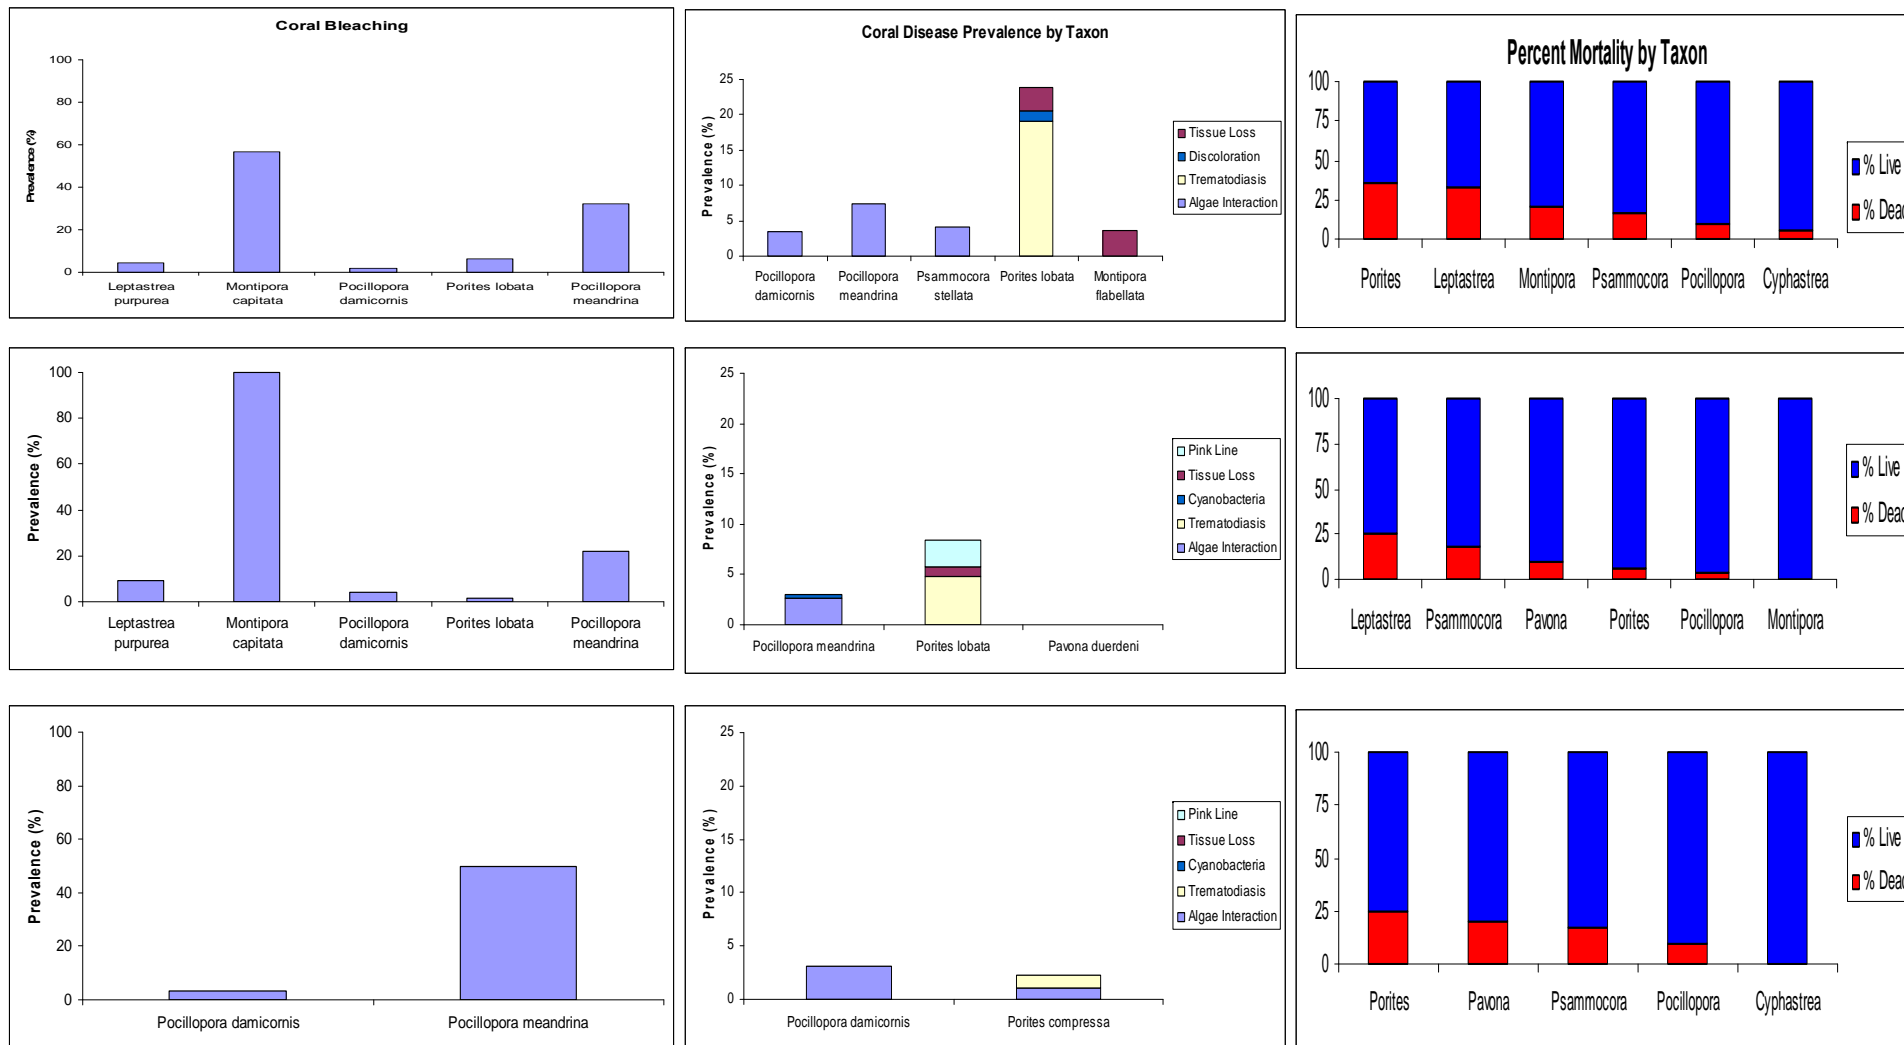 Coral Bleaching
Prevalence (%)
100
80
60
40
20
0
Leptastrea purpurea
Montipora capitata
Pocillopora damicornis
Porites lobata
Pocillopora meandrina
Coral Disease Prevalence by Taxon
Prevalence (%)
25
20
15
10
5
0
Pocillopora damicornis
Pocillopora meandrina
Psammocora stellata
Porites lobata
Montipora flabellata
Tissue Loss
Discoloration
Trematodiasis
Algae Interaction
Percent Mortality by Taxon
100
75
50
25
0
Porites
Leptastrea
Montipora
Psammocora
Pocillopora
Cyphastrea
% Live
% Dead
Prevalence (%)
100
80
60
40
20
0
Leptastrea purpurea
Montipora capitata
Pocillopora damicornis
Porites lobata
Pocillopora meandrina
Prevalence (%)
25
20
15
10
5
0
Pocillopora meandrina
Porites lobata
Pavona duerdeni
Pink Line
Tissue Loss
Cyanobacteria
Trematodiasis
Algae Interaction
100
75
50
25
0
Leptastrea
Psammocora
Pavona
Porites
Pocillopora
Montipora
% Live
% Dead
Prevalence (%)
100
80
60
40
20
0
Pocillopora damicornis
Pocillopora meandrina
Prevalence (%)
25
20
15
10
5
0
Pocillopora damicornis
Porites compressa
Pink Line
Tissue Loss
Cyanobacteria
Trematodiasis
Algae Interaction
100
75
50
25
0
Porites
Pavona
Psammocora
Pocillopora
Cyphastrea
% Live
% Dead